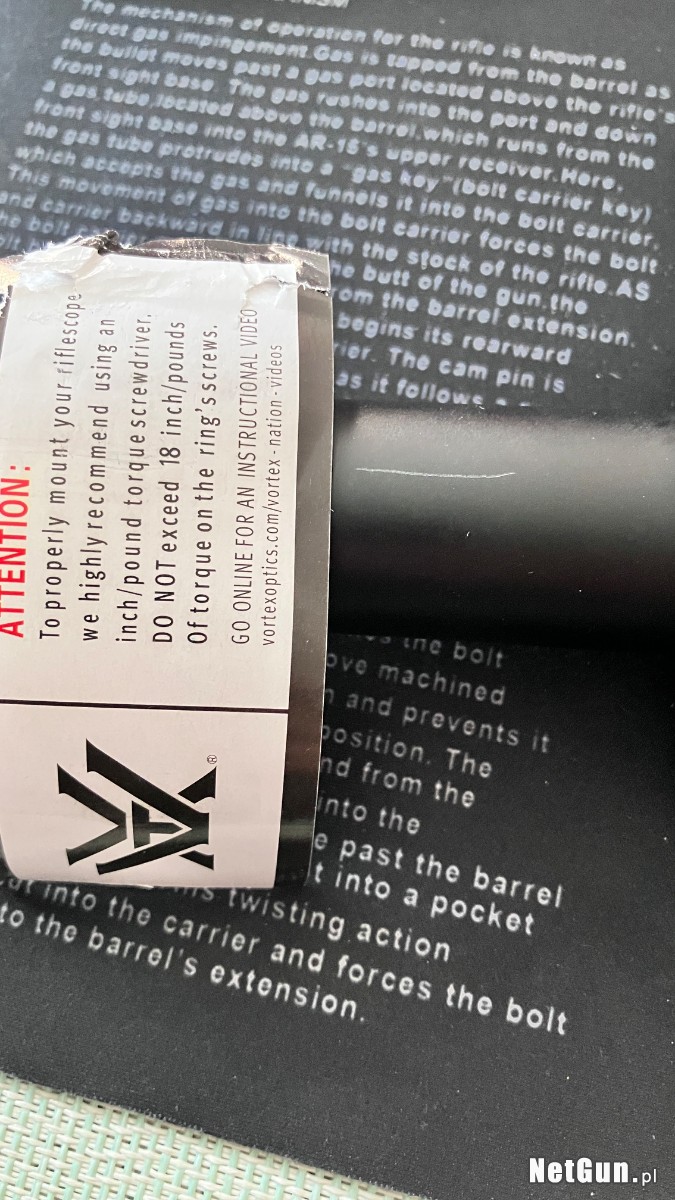 The mechanism of operation for the rifle is known as
direct gas impingement.Gas is tapped from the barrel as
the bullet moves past a gas port located above the rifle's
front sight base. The gas rushes into the port and down
a gas tube,located above the barrel,which runs from the
front sight base into the AR-15's upper receiver.Here,
the gas tube protrudes into a "gas key"(bolt carrier key)
which accepts the gas and funnels it into the bolt carrier.
This movement of gas into the bolt carrier forces the bolt
and carrier backward in line with the stock of the rifle.AS
the bolt
butt of the gun,the
from the barrel extension.
begins its rearward
The cam pin is
as it follows a
ATTENTION:
To properly mount your riflescope
we highly recommend using an
inch/pound torque screwdriver.
DO NOT exceed 18 inch/pounds
Of torque on the ring's screws.
GO ONLINE FOR AN INSTRUCTIONAL VIDEO
vortexoptics.com/vortex-nation-videos
®
the bolt
machined
and prevents it
position. The
from the
into the
past the barrel
into a pocket
twisting action
into the carrier and forces the bolt
to the barrel's extension.
NetGun.pl